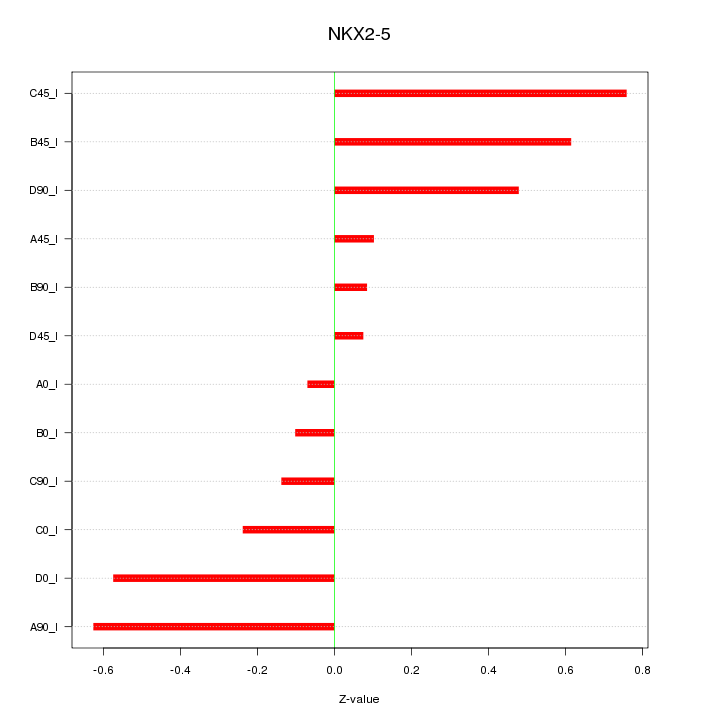 NKX2-5
C45_I
B45_I
D90_I
A45_I
B90_I
D45_I
A0_I
B0_I
C90_I
C0_I
D0_I
A90_I
-0.6 -0.4 -0.2 0.0 0.2 0.4 0.6 0.8
Z-value